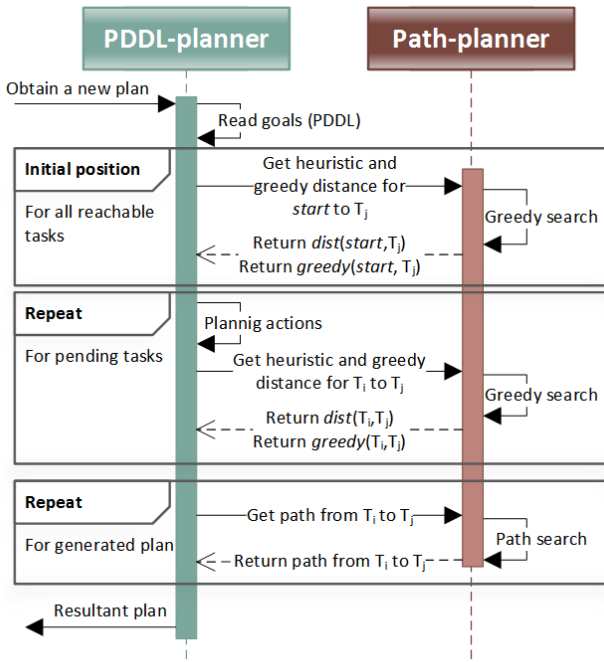 PDDL-planner
Path-planner
Obtain a new plan
Read goals (PDDL)
Initial position
For all reachable
tasks
Get heuristic and
greedy distance for
start to Tj
Greedy search
Return dist(start,Tj)
Return greedy(start, Tj)
Repeat
For pending tasks
Plannig actions
Get heuristic and greedy
distance for Ti to Tj
Greedy search
Return dist(Ti,Tj)
Return greedy(Ti,Tj)
Repeat
For generated plan
Get path from Ti to Tj
Path search
Return path from Ti to Tj
Resultant plan